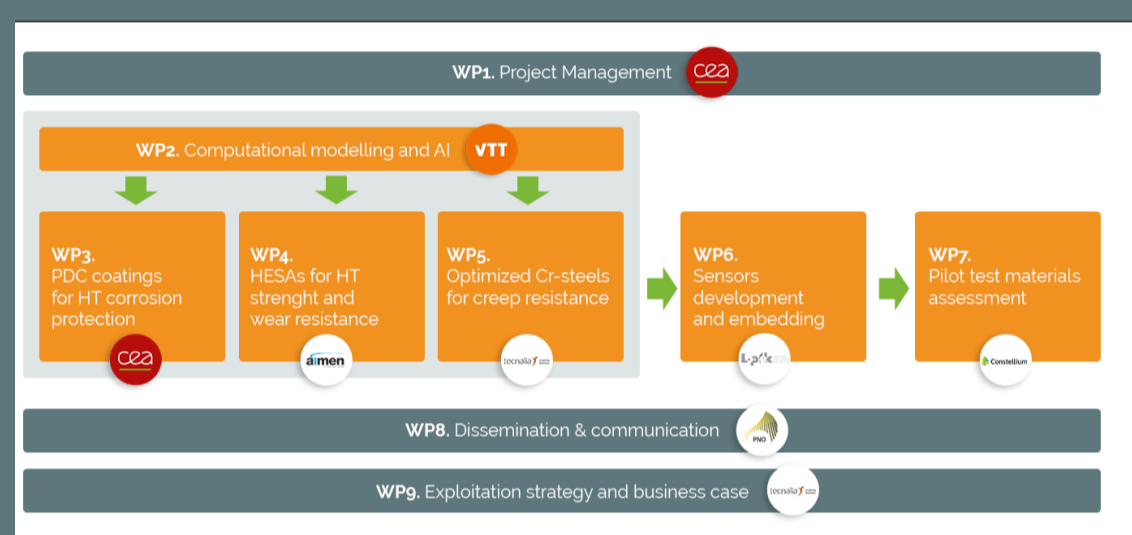 WP1. Project Management
cea
WP2. Computational modelling and AI
VTT
WP3.
PDC coatings
for HT corrosion
protection
cea
WP4.
HESAs for HT
strenght and
wear resistance
aimen
WP5.
Optimized Cr-steels
for creep resistance
tecnalia
WP6.
Sensors
development
and embedding
WP7.
Pilot test materials
assessment
Constellium
WP8. Dissemination & communication
PNO
WP9. Exploitation strategy and business case
tecnalia